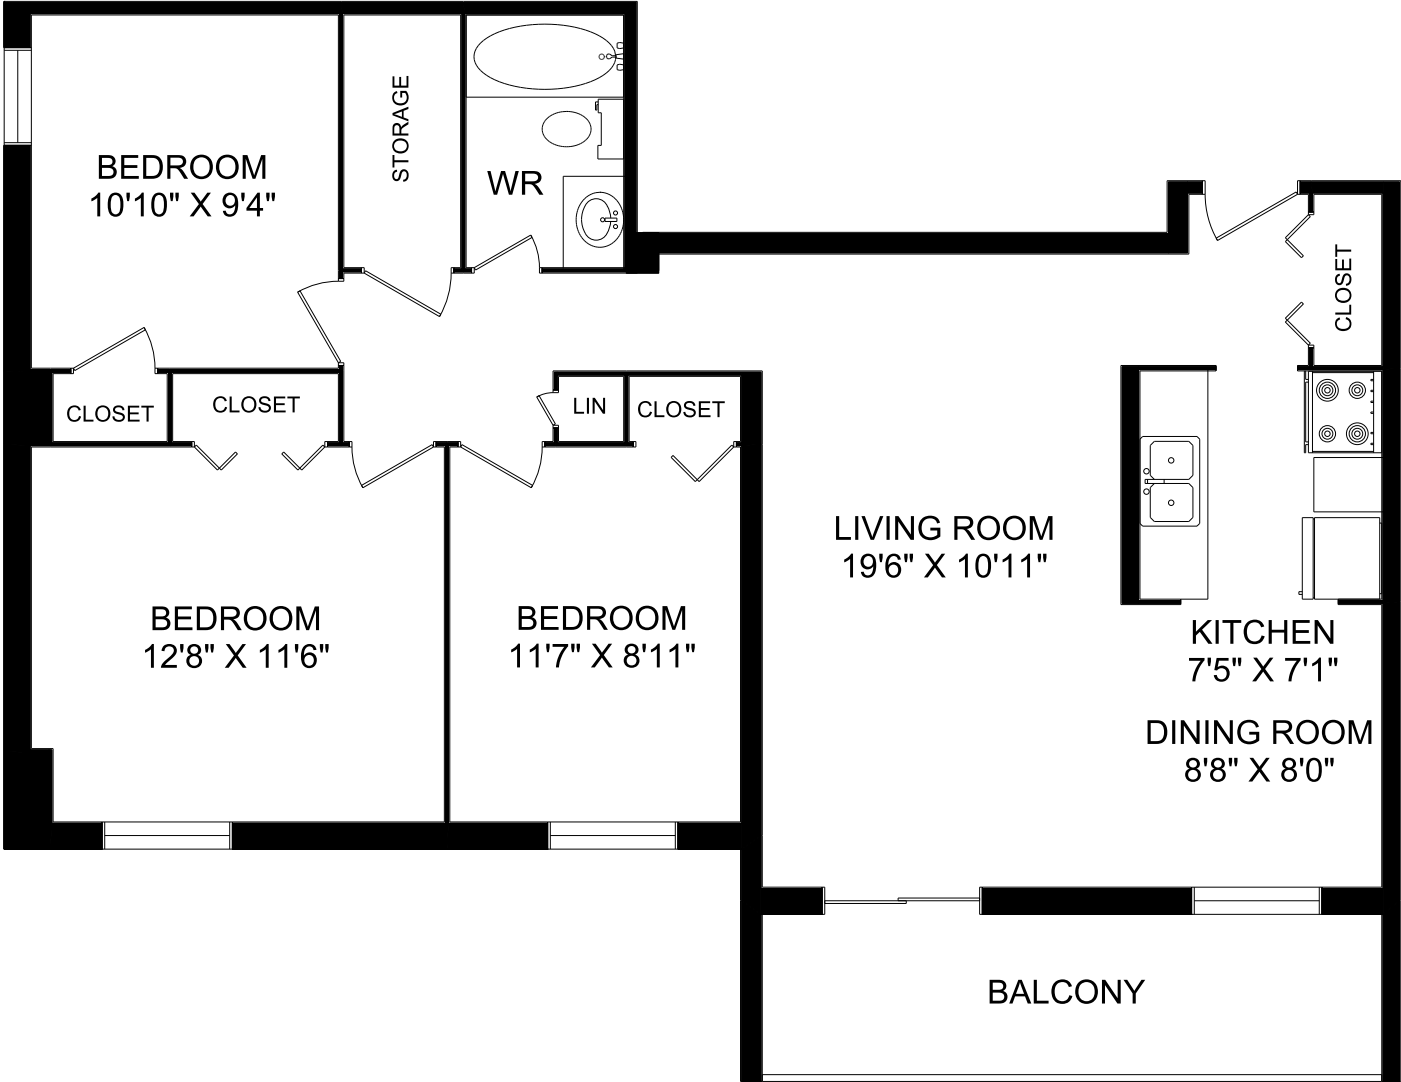 BEDROOM
10'10" X 9'4"
STORAGE
WR
CLOSET
CLOSET
CLOSET
LIN
CLOSET
LIVING ROOM
19'6" X 10'11"
BEDROOM
12'8" X 11'6"
BEDROOM
11'7" X 8'11"
KITCHEN
7'5" X 7'1"
DINING ROOM
8'8" X 8'0"
BALCONY